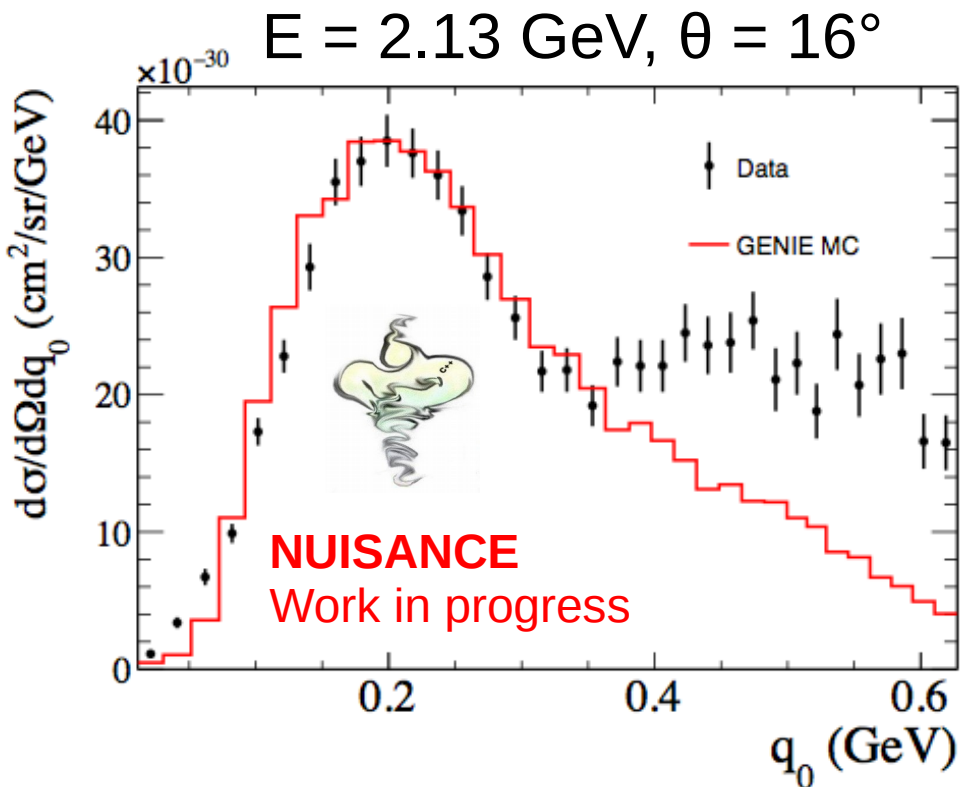 E = 2.13 GeV, θ = 16°
×10⁻³⁰
dσ/dΩdq₀ (cm²/sr/GeV)
40
30
20
10
0
Data
GENIE MC
C++
NUISANCE
Work in progress
0.2 0.4 0.6
q₀ (GeV)